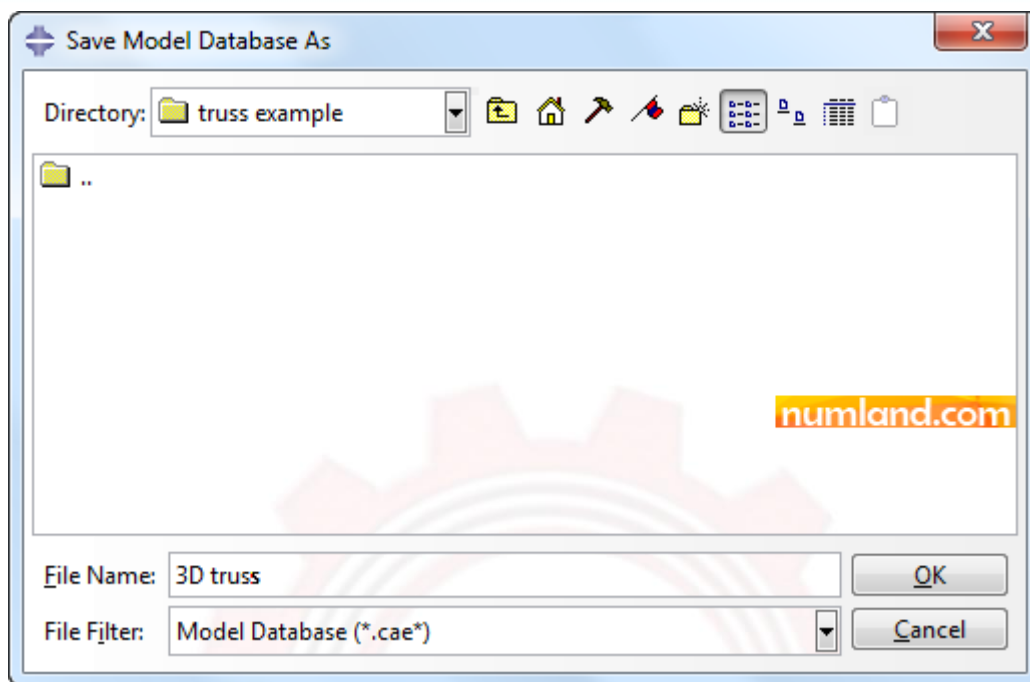 Save Model Database As
Directory: truss example
..
numland.com
File Name: 3D truss OK
File Filter: Model Database (*.cae*) Cancel